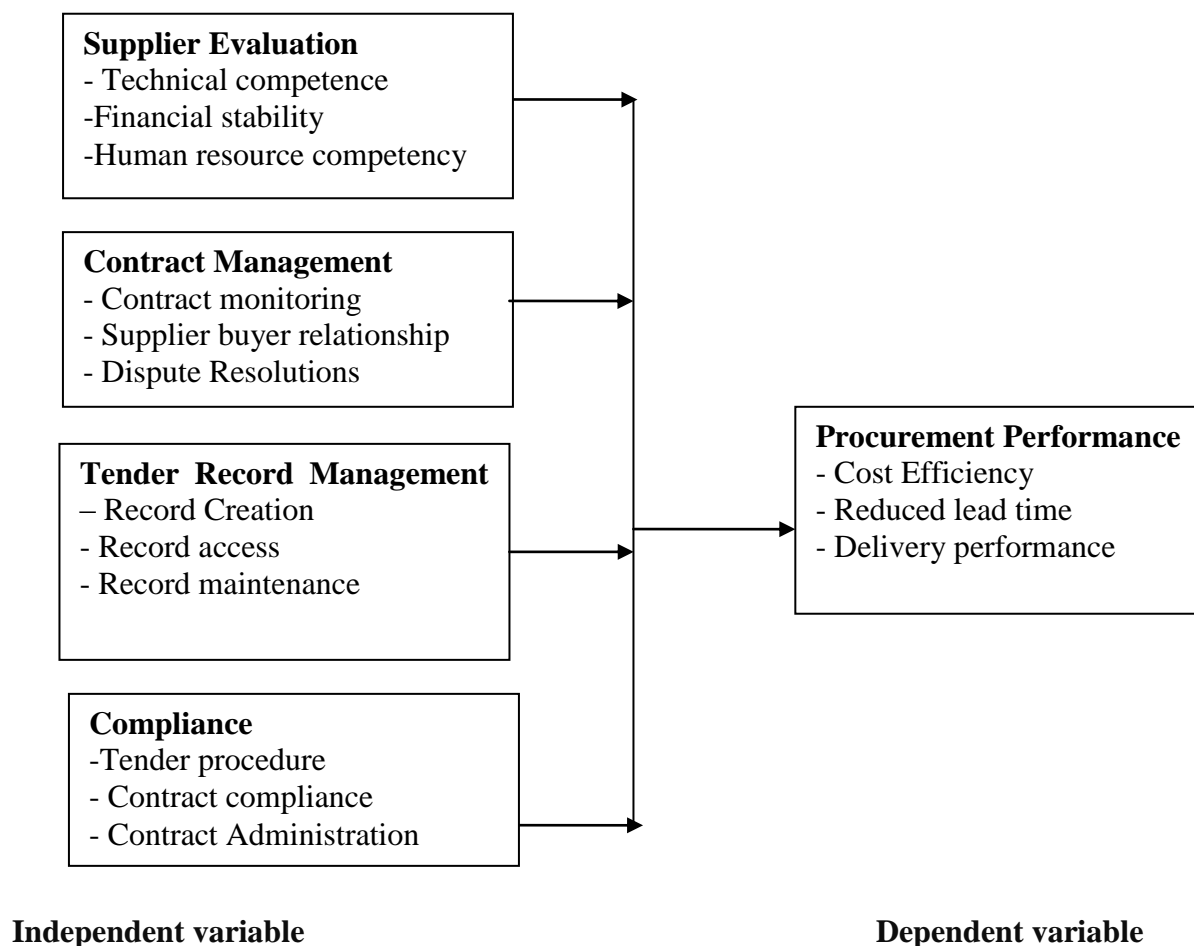 Supplier Evaluation
- Technical competence
-Financial stability
-Human resource competency
Contract Management
- Contract monitoring
- Supplier buyer relationship
- Dispute Resolutions
Tender Record Management
– Record Creation
- Record access
- Record maintenance
Compliance
-Tender procedure
- Contract compliance
- Contract Administration
Procurement Performance
- Cost Efficiency
- Reduced lead time
- Delivery performance
Independent variable
Dependent variable